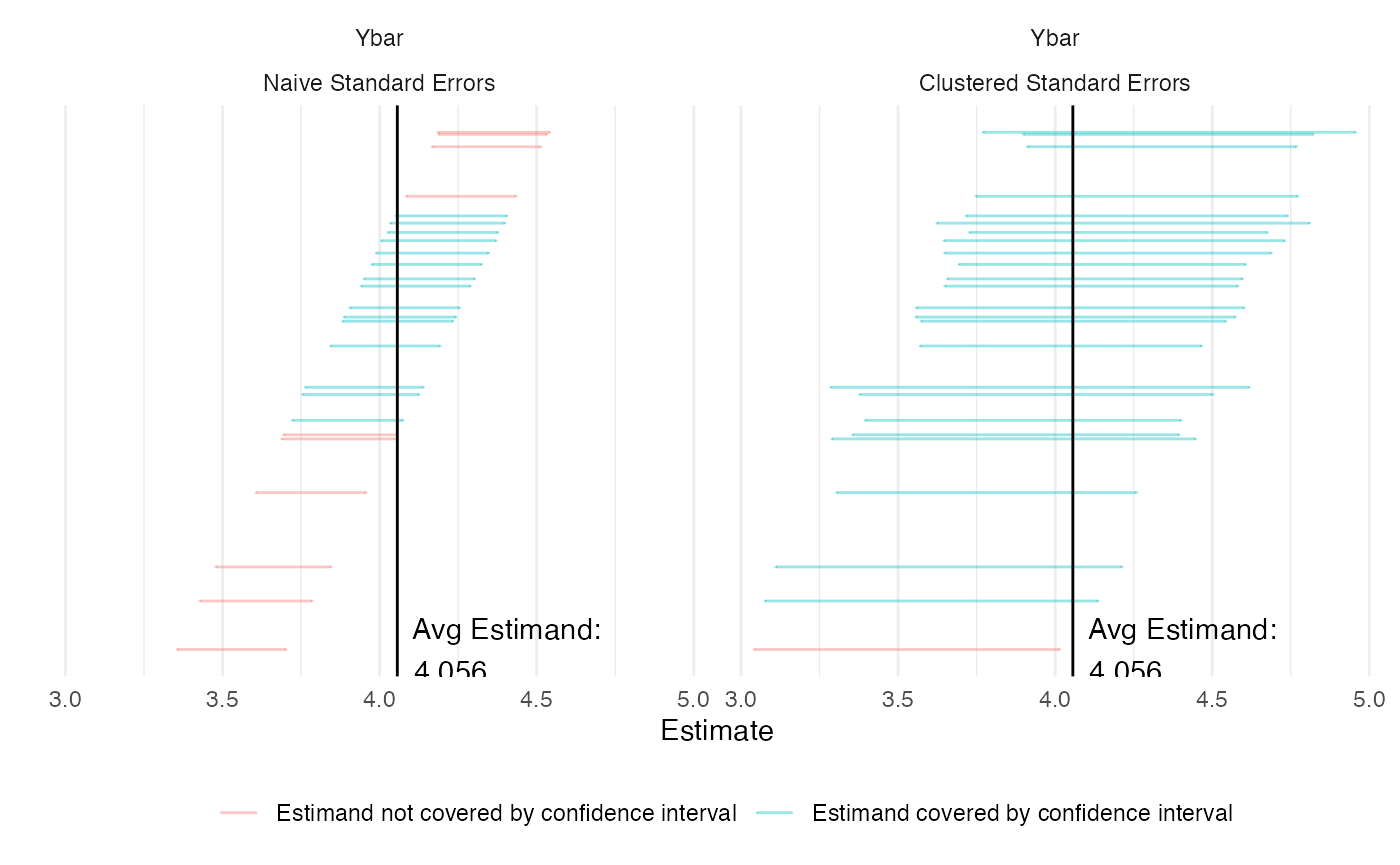 Ybar
Naive Standard Errors
Ybar
Clustered Standard Errors
Avg Estimand:
4.056
Avg Estimand:
4.056
3.0 3.5 4.0 4.5 5.0 3.0 3.5 4.0 4.5 5.0
Estimate
Estimand not covered by confidence interval Estimand covered by confidence interval